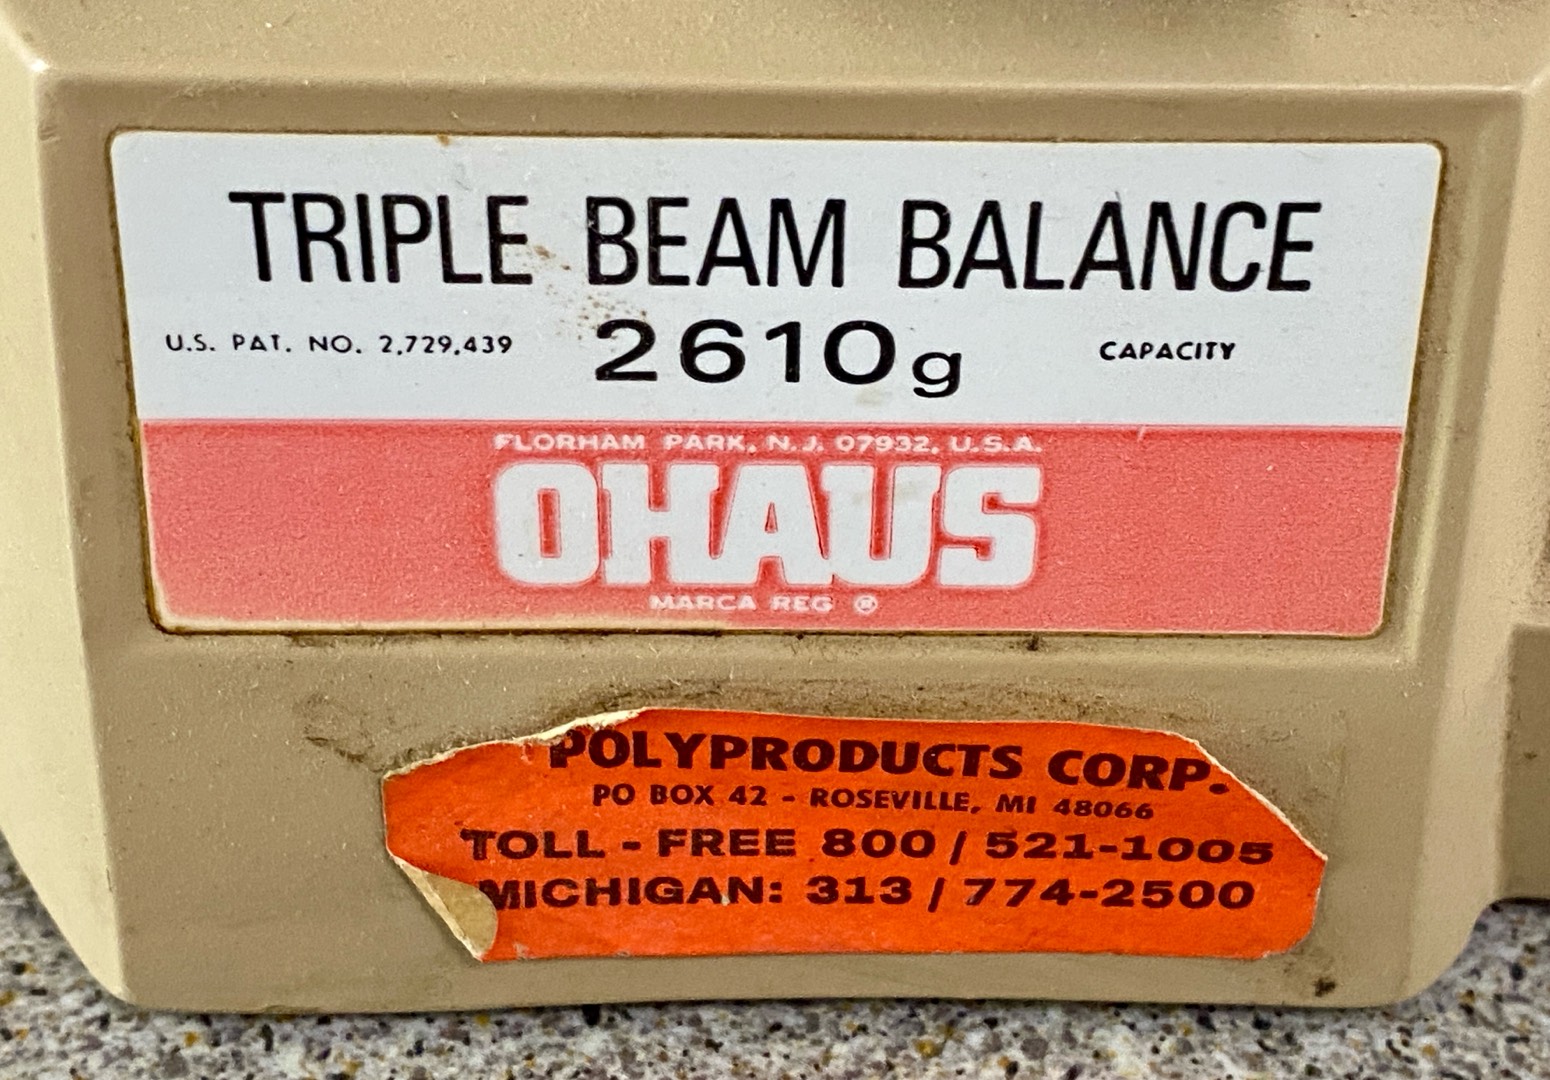 TRIPLE BEAM BALANCE
U.S. PAT. NO. 2,729,439 2610g CAPACITY
FLORHAM PARK, N.J. 07932, U.S.A.
OHAUS
MARCA REG ®
POLYPRODUCTS CORP.
PO BOX 42 - ROSEVILLE, MI 48066
TOLL - FREE 800 / 521-1005
MICHIGAN: 313 / 774-2500